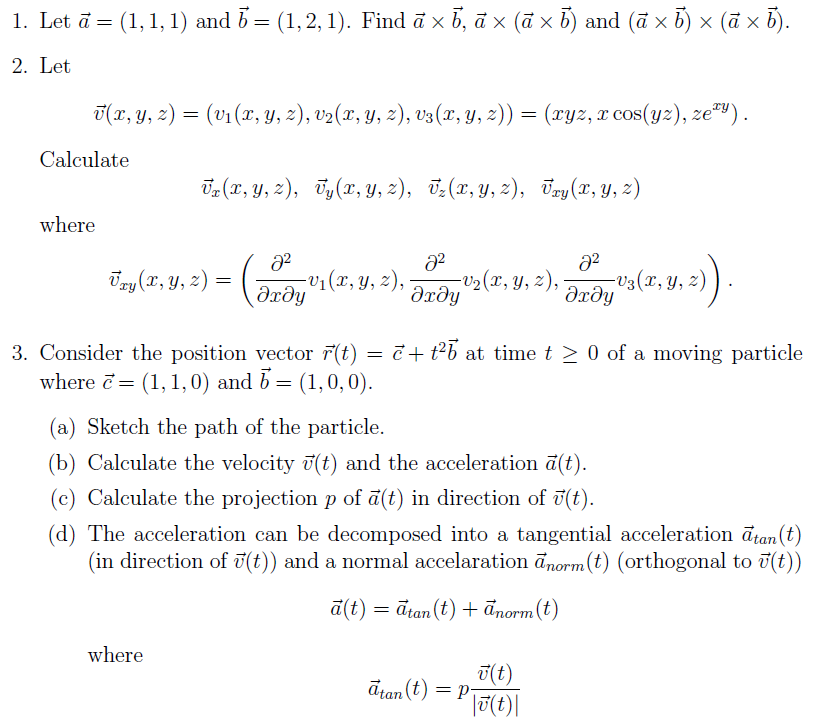 1. Let $\vec{a} = (1, 1, 1)$ and $\vec{b} = (1, 2, 1)$. Find $\vec{a} \times \vec{b}$, $\vec{a} \times (\vec{a} \times \vec{b})$ and $(\vec{a} \times \vec{b}) \times (\vec{a} \times \vec{b})$.
2. Let
$\vec{v}(x, y, z) = (v_1(x, y, z), v_2(x, y, z), v_3(x, y, z)) = (xyz, x\cos(yz), ze^{xy})$.
Calculate
$\vec{v}_x(x, y, z), \; \vec{v}_y(x, y, z), \; \vec{v}_z(x, y, z), \; \vec{v}_{xy}(x, y, z)$
where
$\vec{v}_{xy}(x, y, z) = \left( \frac{\partial^2}{\partial x \partial y} v_1(x, y, z), \frac{\partial^2}{\partial x \partial y} v_2(x, y, z), \frac{\partial^2}{\partial x \partial y} v_3(x, y, z) \right)$.
3. Consider the position vector $\vec{r}(t) = \vec{c} + t^2\vec{b}$ at time $t \geq 0$ of a moving particle
where $\vec{c} = (1, 1, 0)$ and $\vec{b} = (1, 0, 0)$.
(a) Sketch the path of the particle.
(b) Calculate the velocity $\vec{v}(t)$ and the acceleration $\vec{a}(t)$.
(c) Calculate the projection $p$ of $\vec{a}(t)$ in direction of $\vec{v}(t)$.
(d) The acceleration can be decomposed into a tangential acceleration $\vec{a}_{tan}(t)$
(in direction of $\vec{v}(t)$) and a normal accelaration $\vec{a}_{norm}(t)$ (orthogonal to $\vec{v}(t)$)
$\vec{a}(t) = \vec{a}_{tan}(t) + \vec{a}_{norm}(t)$
where
$\vec{a}_{tan}(t) = p \frac{\vec{v}(t)}{|\vec{v}(t)|}$